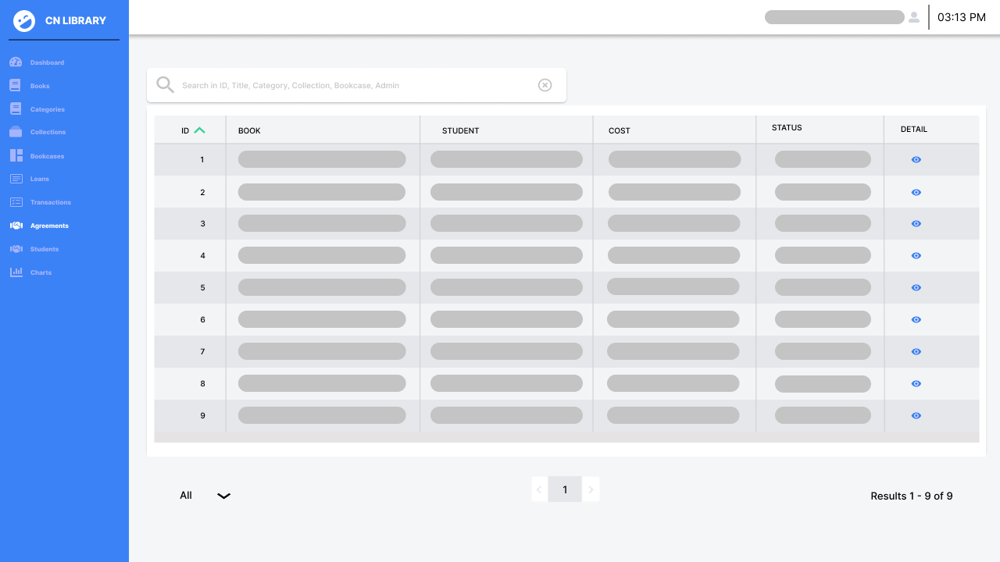 CN LIBRARY
03:13 PM
Dashboard
Books
Categories
Collections
Bookcases
Loans
Transactions
Agreements
Students
Charts
Search in ID, Title, Category, Collection, Bookcase, Admin
ID BOOK STUDENT COST STATUS DETAIL
1
2
3
4
5
6
7
8
9
All
1
Results 1 - 9 of 9